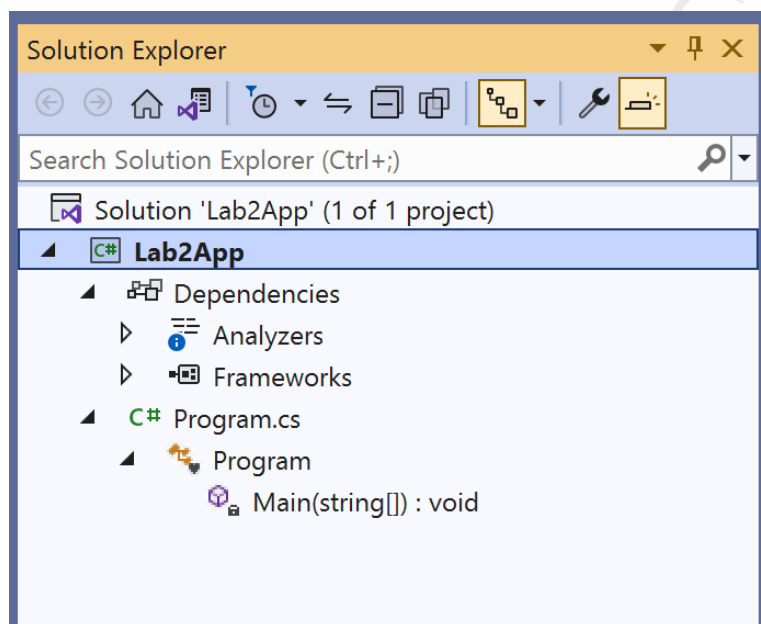 Solution Explorer
Search Solution Explorer (Ctrl+;)
Solution 'Lab2App' (1 of 1 project)
C# Lab2App
Dependencies
Analyzers
Frameworks
C# Program.cs
Program
Main(string[]) : void